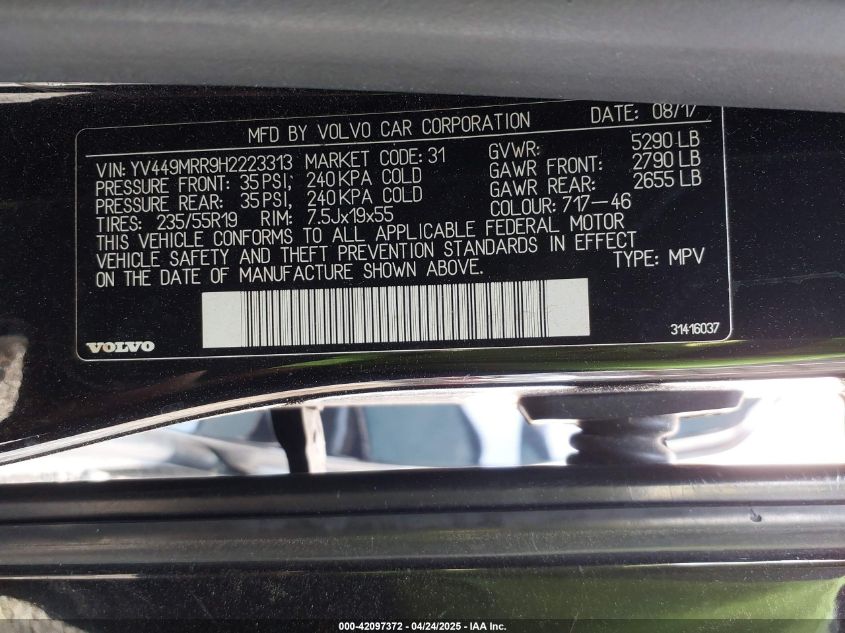 MFD BY VOLVO CAR CORPORATION DATE: 08/17
VIN: YV449MRR9H2223313 MARKET CODE: 31 GVWR: 5290 LB
PRESSURE FRONT: 35 PSI, 240 KPA COLD GAWR FRONT: 2790 LB
PRESSURE REAR: 35 PSI, 240 KPA COLD GAWR REAR: 2655 LB
TIRES: 235/55R19 RIM: 7.5Jx19x55 COLOUR: 717-46
THIS VEHICLE CONFORMS TO ALL APPLICABLE FEDERAL MOTOR
VEHICLE SAFETY AND THEFT PREVENTION STANDARDS IN EFFECT
ON THE DATE OF MANUFACTURE SHOWN ABOVE. TYPE: MPV
VOLVO 31416037
000-42097372 - 04/24/2025 - IAA Inc.